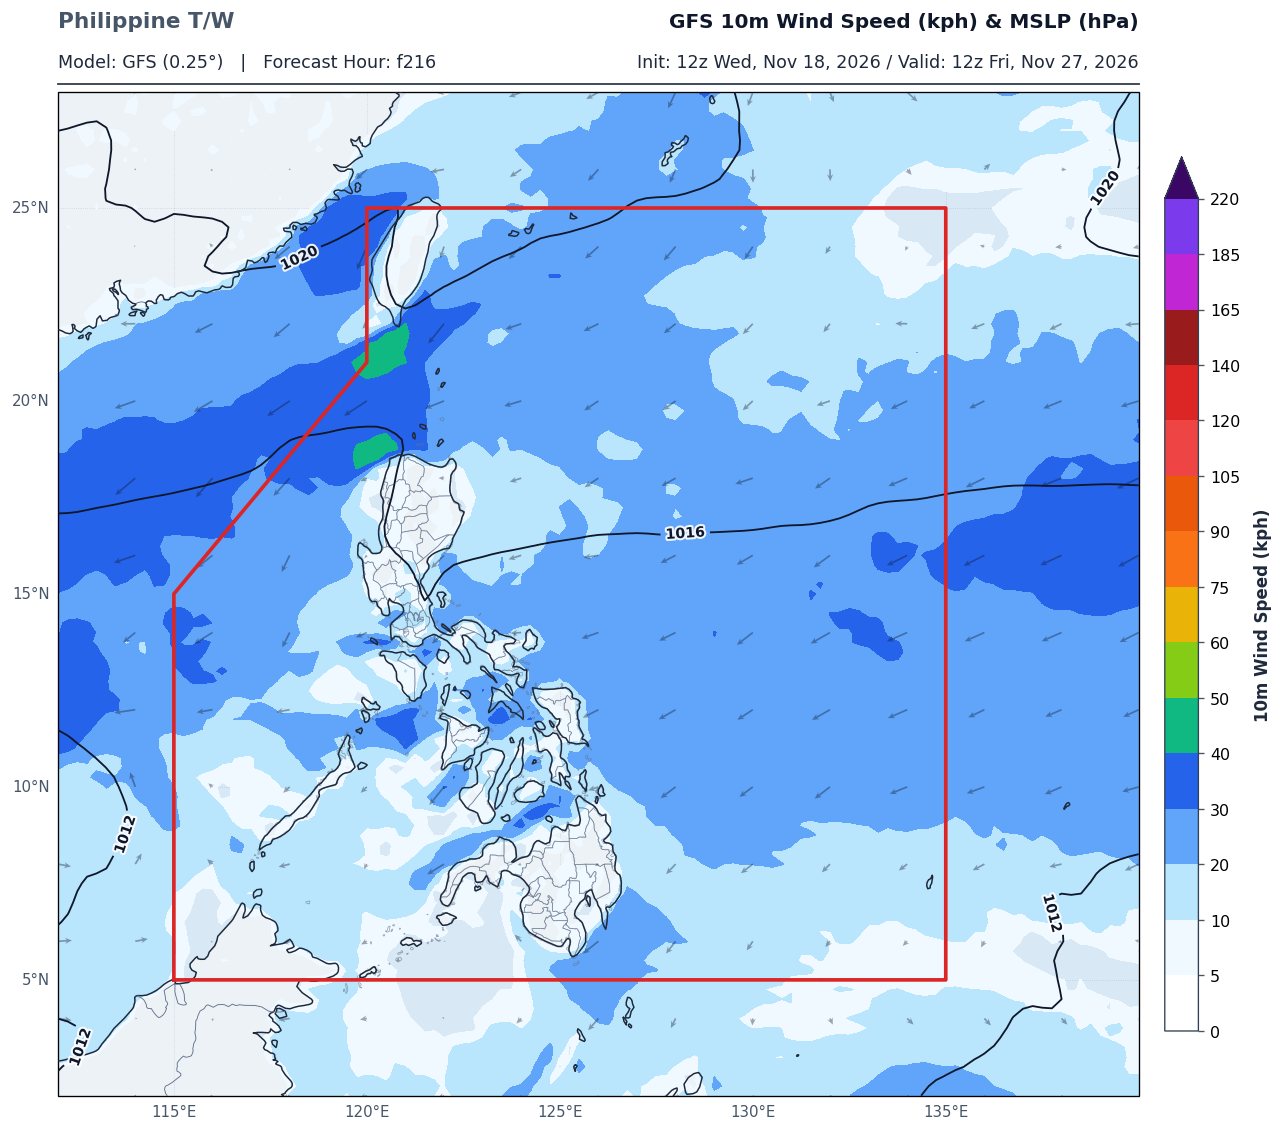 Philippine T/W
GFS 10m Wind Speed (kph) & MSLP (hPa)
Model: GFS (0.25°)   |   Forecast Hour: f216
Init: 12z Wed, Nov 18, 2026 / Valid: 12z Fri, Nov 27, 2026
25°N
20°N
15°N
10°N
5°N
115°E
120°E
125°E
130°E
135°E
1020
1020
1016
1012
1012
1012
220
185
165
140
120
105
90
75
60
50
40
30
20
10
5
0
10m Wind Speed (kph)